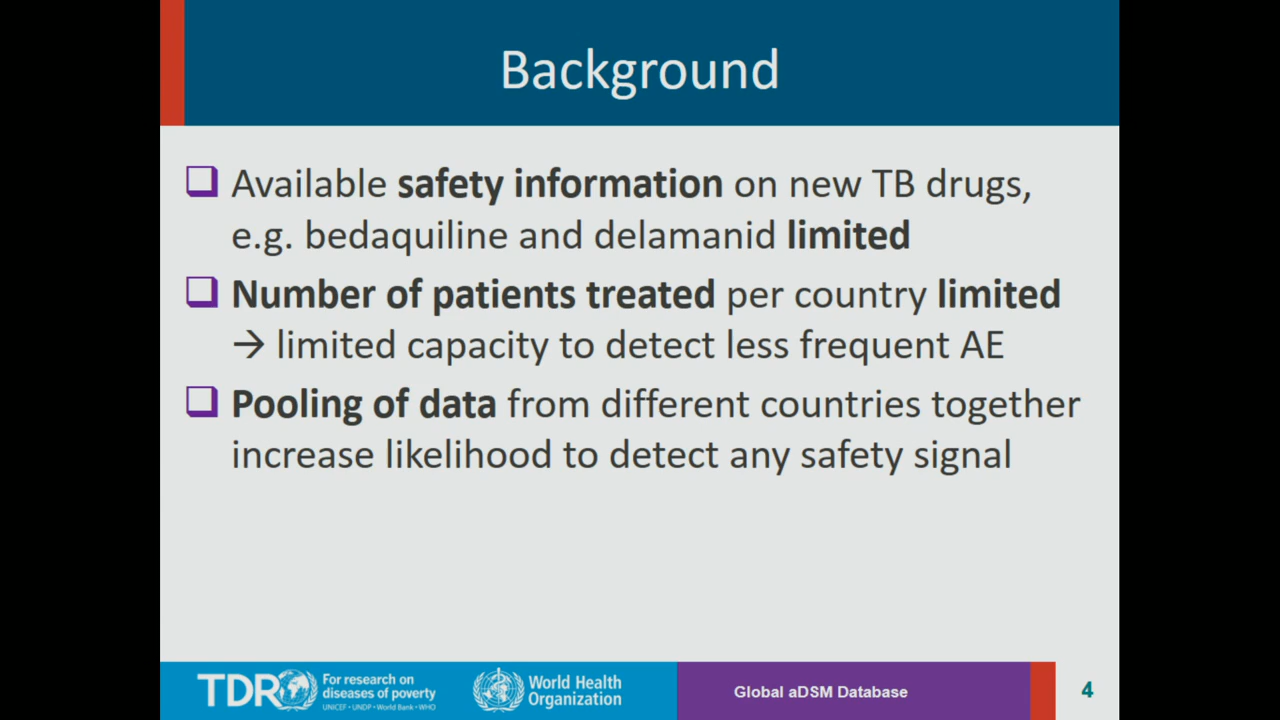 Background
❑ Available safety information on new TB drugs,
e.g. bedaquiline and delamanid limited
❑ Number of patients treated per country limited
→ limited capacity to detect less frequent AE
❑ Pooling of data from different countries together
increase likelihood to detect any safety signal
TDR For research on
diseases of poverty
UNICEF • UNDP • World Bank • WHO
World Health
Organization
Global aDSM Database
4